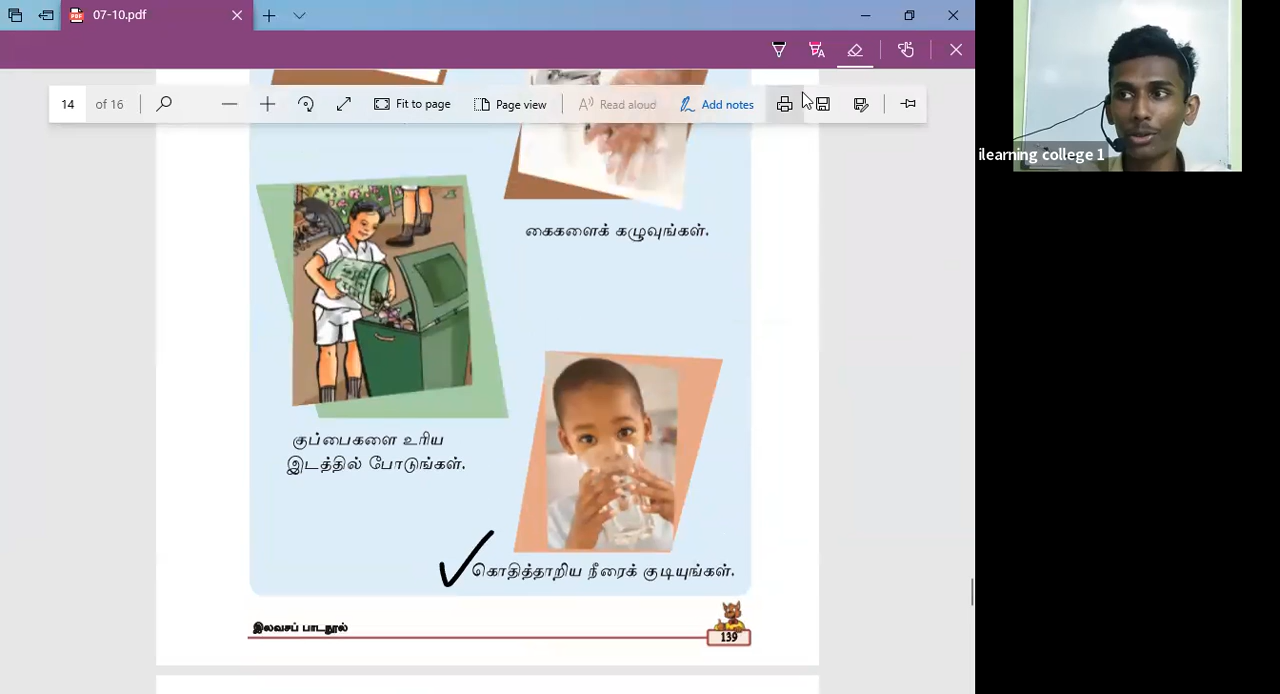 07-10.pdf
14 of 16
Fit to page
Page view
Read aloud
Add notes
ilearning college 1
கைகளைக் கழுவுங்கள்.
குப்பைகளை உரிய
இடத்தில் போடுங்கள்.
கொதித்தாறிய நீரைக் குடியுங்கள்.
இலவசப் பாடநூல்
139